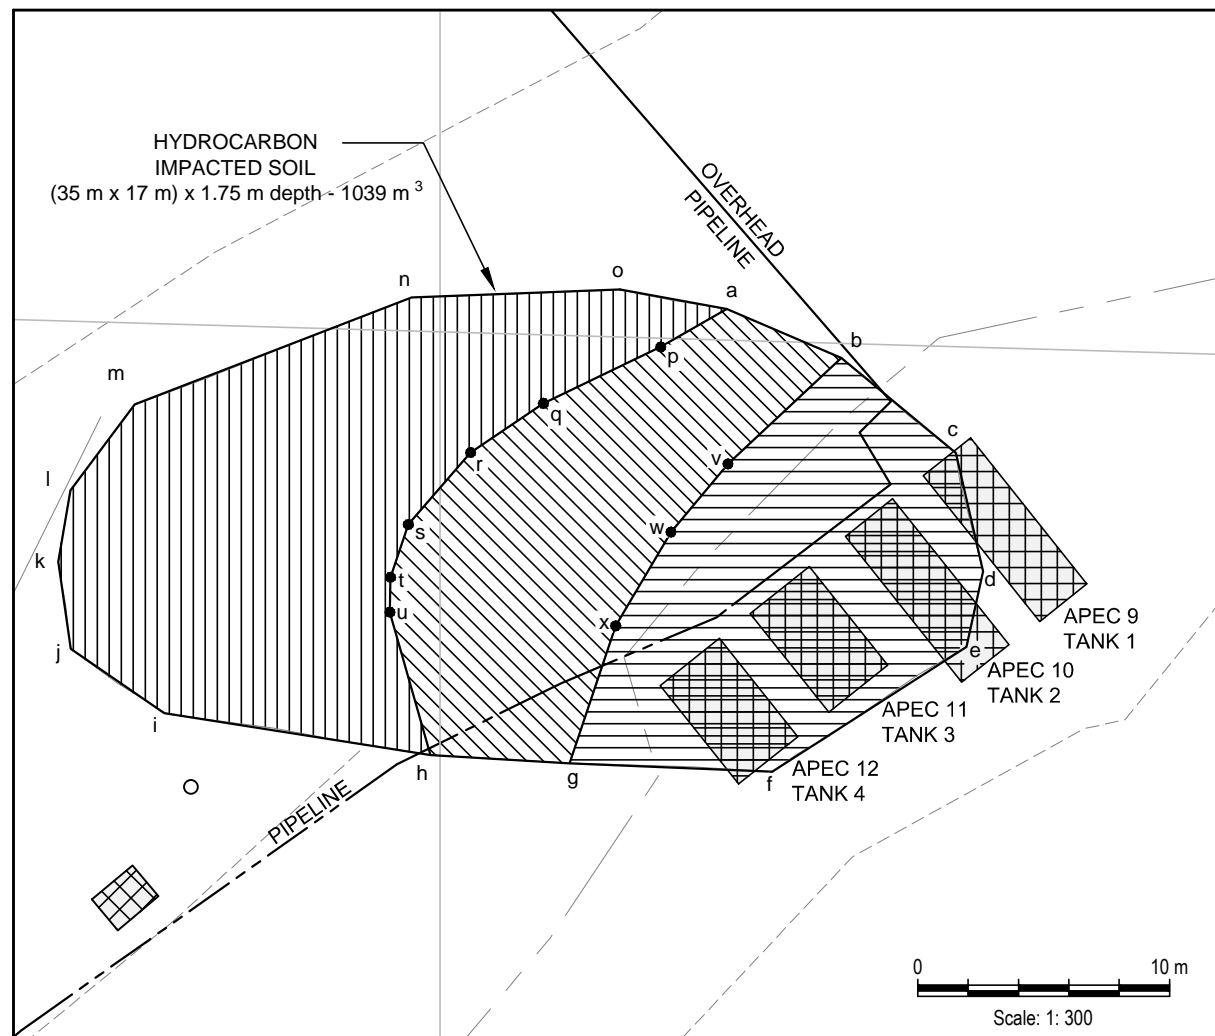 HYDROCARBON
IMPACTED SOIL
(35 m x 17 m) x 1.75 m depth - 1039 m 3
OVERHEAD
PIPELINE
n
o
a
b
p
m
q
c
r
v
l
s
w
k
t
d
u
x
j
e
APEC 9
TANK 1
APEC 10
TANK 2
i
APEC 11
TANK 3
h
g
f
APEC 12
TANK 4
PIPELINE
0
10 m
Scale: 1: 300